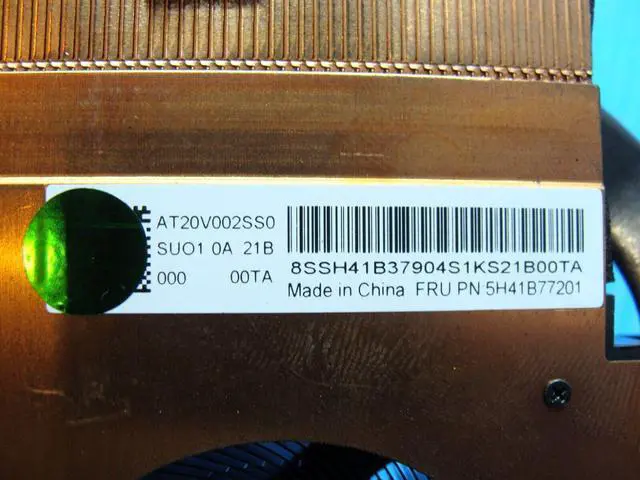 AT20V002SS0
SUO1 0A 21B
000 00TA
8SSH41B37904S1KS21B00TA
Made in China FRU PN 5H41B77201